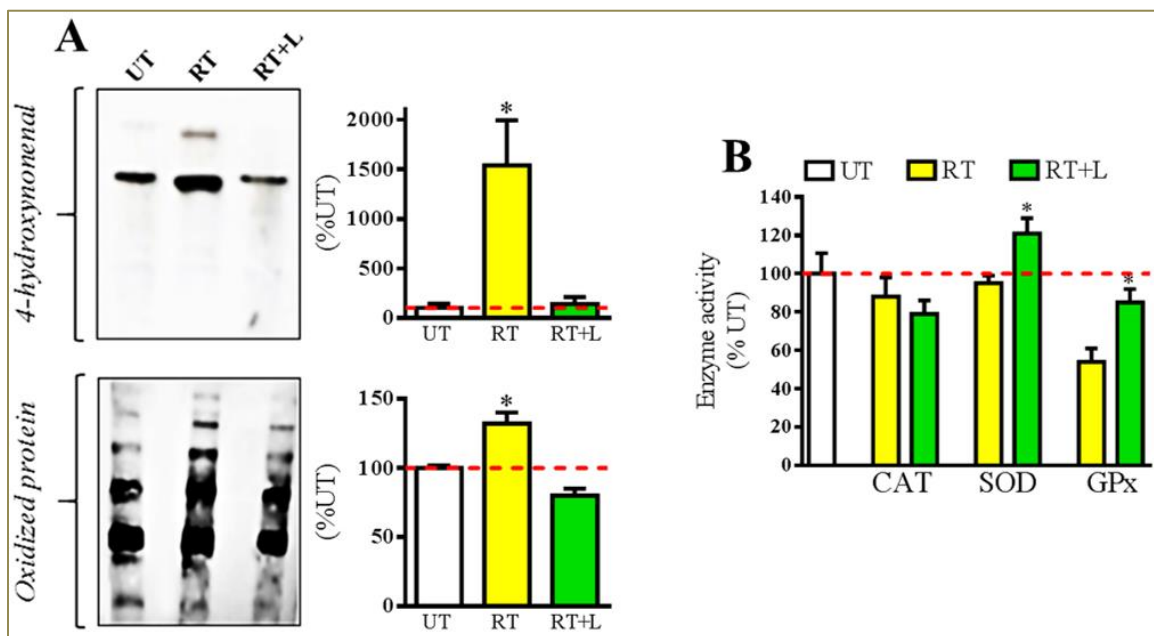 A
UT RT RT+L
4-hydroxynonenal
(%UT)
2000
1500
1000
500
0
*
UT RT RT+L
Oxidized protein
(%UT)
150
100
50
0
*
UT RT RT+L
B
UT RT RT+L
Enzyme activity
(% UT)
140
120
100
80
60
40
20
0
*
*
CAT SOD GPx